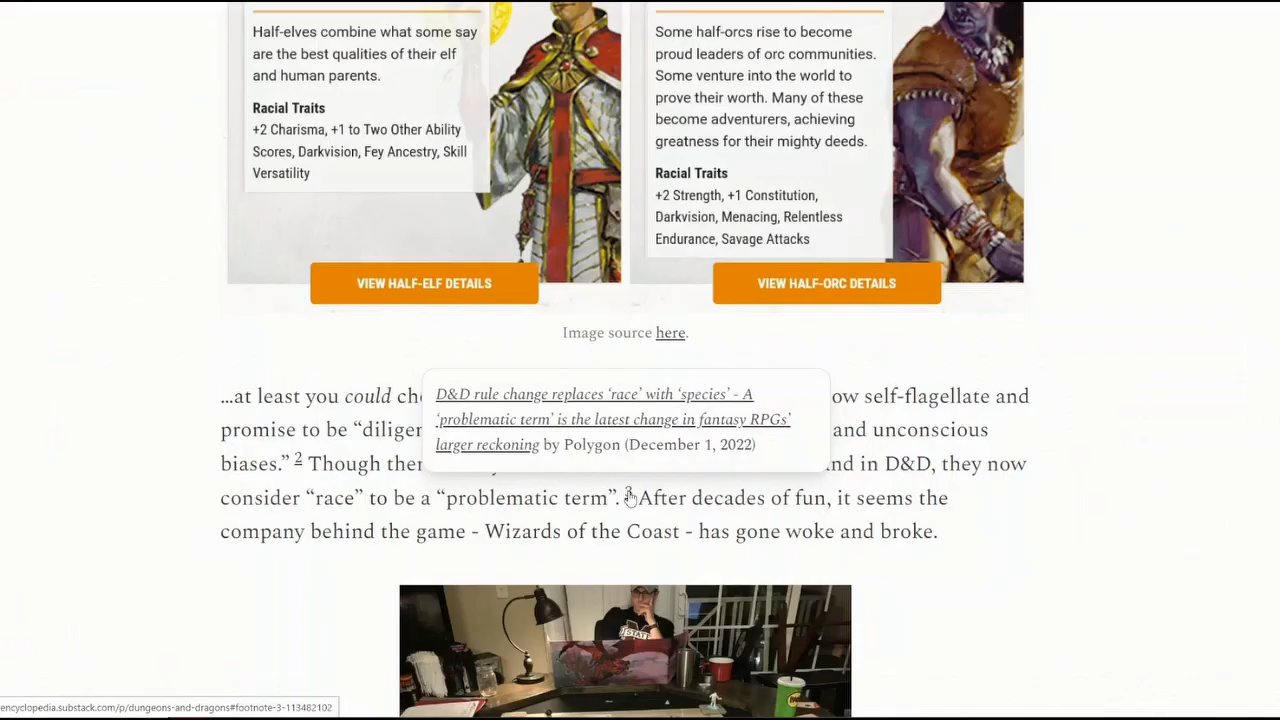 Half-elves combine what some say
are the best qualities of their elf
and human parents.
Racial Traits
+2 Charisma, +1 to Two Other Ability
Scores, Darkvision, Fey Ancestry, Skill
Versatility
VIEW HALF-ELF DETAILS
Some half-orcs rise to become
proud leaders of orc communities.
Some venture into the world to
prove their worth. Many of these
become adventurers, achieving
greatness for their mighty deeds.
Racial Traits
+2 Strength, +1 Constitution,
Darkvision, Menacing, Relentless
Endurance, Savage Attacks
VIEW HALF-ORC DETAILS
Image source here.
D&D rule change replaces ‘race’ with ‘species’ - A
‘problematic term’ is the latest change in fantasy RPGs’
larger reckoning by Polygon (December 1, 2022)
…at least you could ow self-flagellate and
promise to be “ and unconscious
biases.” 2 Though in D&D, they now
consider “race” to be a “problematic term”. 3 After decades of fun, it seems the
company behind the game - Wizards of the Coast - has gone woke and broke.
encyclopedia.substack.com/p/dungeons-and-dragons#footnote-3-113482102